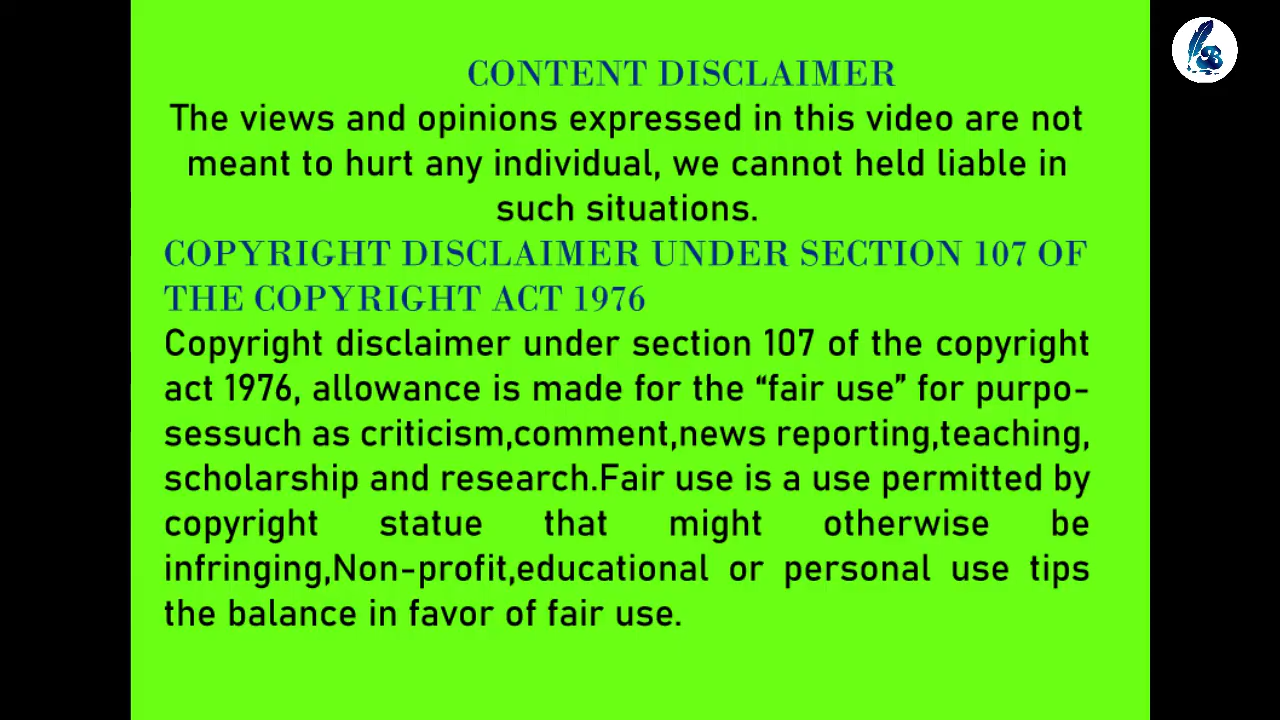 CONTENT DISCLAIMER
The views and opinions expressed in this video are not
meant to hurt any individual, we cannot held liable in
such situations.
COPYRIGHT DISCLAIMER UNDER SECTION 107 OF
THE COPYRIGHT ACT 1976
Copyright disclaimer under section 107 of the copyright
act 1976, allowance is made for the “fair use” for purpo-
sessuch as criticism,comment,news reporting,teaching,
scholarship and research.Fair use is a use permitted by
copyright statue that might otherwise be
infringing,Non-profit,educational or personal use tips
the balance in favor of fair use.